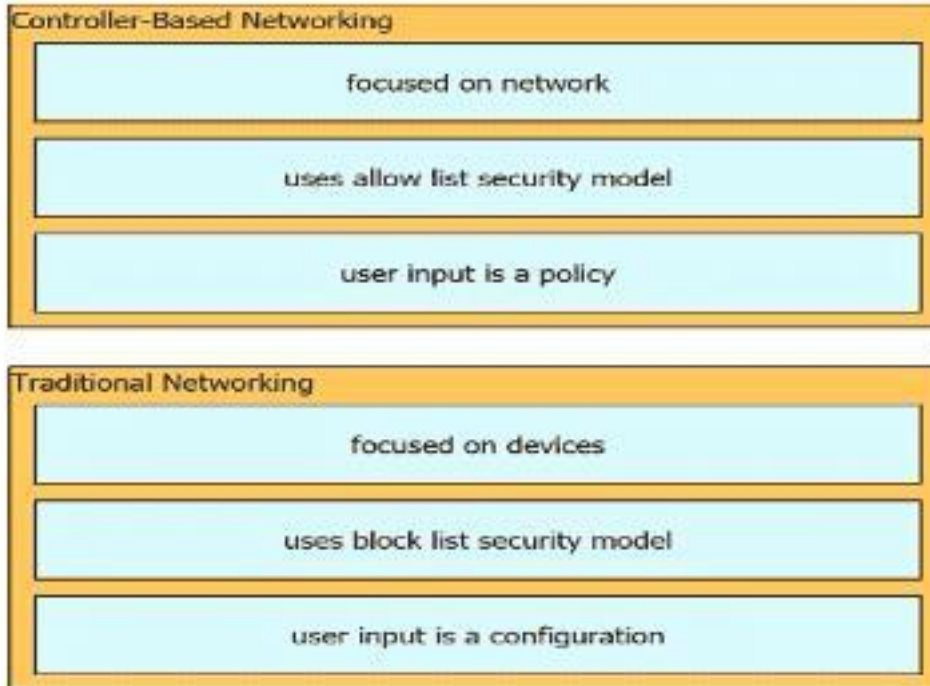 Controller-Based Networking
focused on network
uses allow list security model
user input is a policy
Traditional Networking
focused on devices
uses block list security model
user input is a configuration